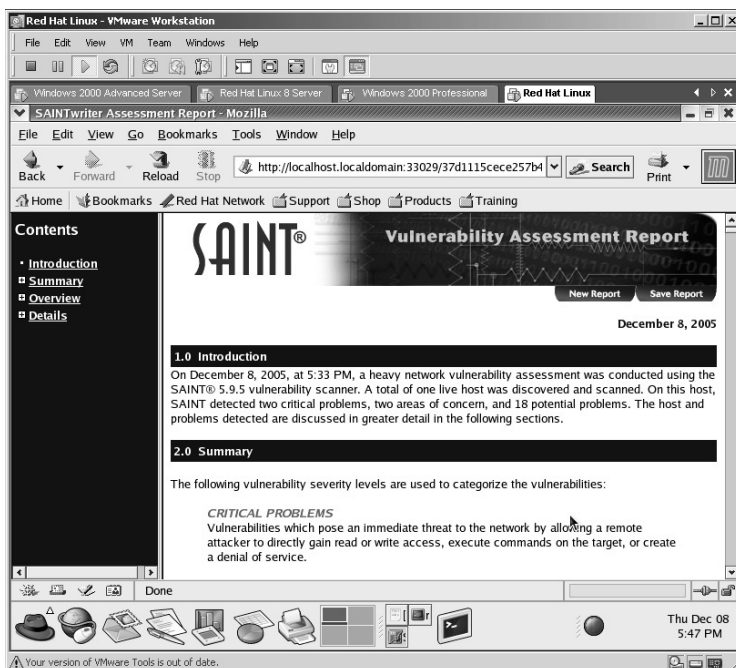 Red Hat Linux - VMware Workstation
File Edit View VM Team Windows Help
Windows 2000 Advanced Server Red Hat Linux 8 Server Windows 2000 Professional Red Hat Linux
SAINTwriter Assessment Report - Mozilla
File Edit View Go Bookmarks Tools Window Help
Back Forward Reload Stop http://localhost.localdomain:33029/37d1115cece257b4 Search Print
Home Bookmarks Red Hat Network Support Shop Products Training
Contents
Introduction
Summary
Overview
Details
SAINT®
Vulnerability Assessment Report
New Report Save Report
December 8, 2005
1.0 Introduction
On December 8, 2005, at 5:33 PM, a heavy network vulnerability assessment was conducted using the
SAINT® 5.9.5 vulnerability scanner. A total of one live host was discovered and scanned. On this host,
SAINT detected two critical problems, two areas of concern, and 18 potential problems. The host and
problems detected are discussed in greater detail in the following sections.
2.0 Summary
The following vulnerability severity levels are used to categorize the vulnerabilities:
CRITICAL PROBLEMS
Vulnerabilities which pose an immediate threat to the network by allowing a remote
attacker to directly gain read or write access, execute commands on the target, or create
a denial of service.
Done
Thu Dec 08
5:47 PM
Your version of VMware Tools is out of date.